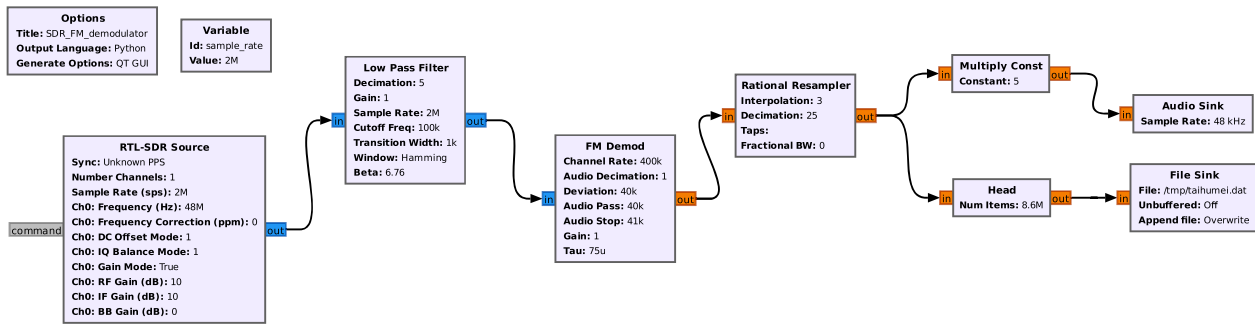 Options
Title: SDR_FM_demodulator
Output Language: Python
Generate Options: QT GUI
Variable
Id: sample_rate
Value: 2M
RTL-SDR Source
Sync: Unknown PPS
Number Channels: 1
Sample Rate (sps): 2M
Ch0: Frequency (Hz): 48M
Ch0: Frequency Correction (ppm): 0
Ch0: DC Offset Mode: 1
Ch0: IQ Balance Mode: 1
Ch0: Gain Mode: True
Ch0: RF Gain (dB): 10
Ch0: IF Gain (dB): 10
Ch0: BB Gain (dB): 0
command
out
Low Pass Filter
Decimation: 5
Gain: 1
Sample Rate: 2M
Cutoff Freq: 100k
Transition Width: 1k
Window: Hamming
Beta: 6.76
in
out
FM Demod
Channel Rate: 400k
Audio Decimation: 1
Deviation: 40k
Audio Pass: 40k
Audio Stop: 41k
Gain: 1
Tau: 75u
in
out
Rational Resampler
Interpolation: 3
Decimation: 25
Taps:
Fractional BW: 0
in
out
Multiply Const
Constant: 5
in
out
Audio Sink
Sample Rate: 48 kHz
in
Head
Num Items: 8.6M
in
out
File Sink
File: /tmp/taihumei.dat
Unbuffered: Off
Append file: Overwrite
in